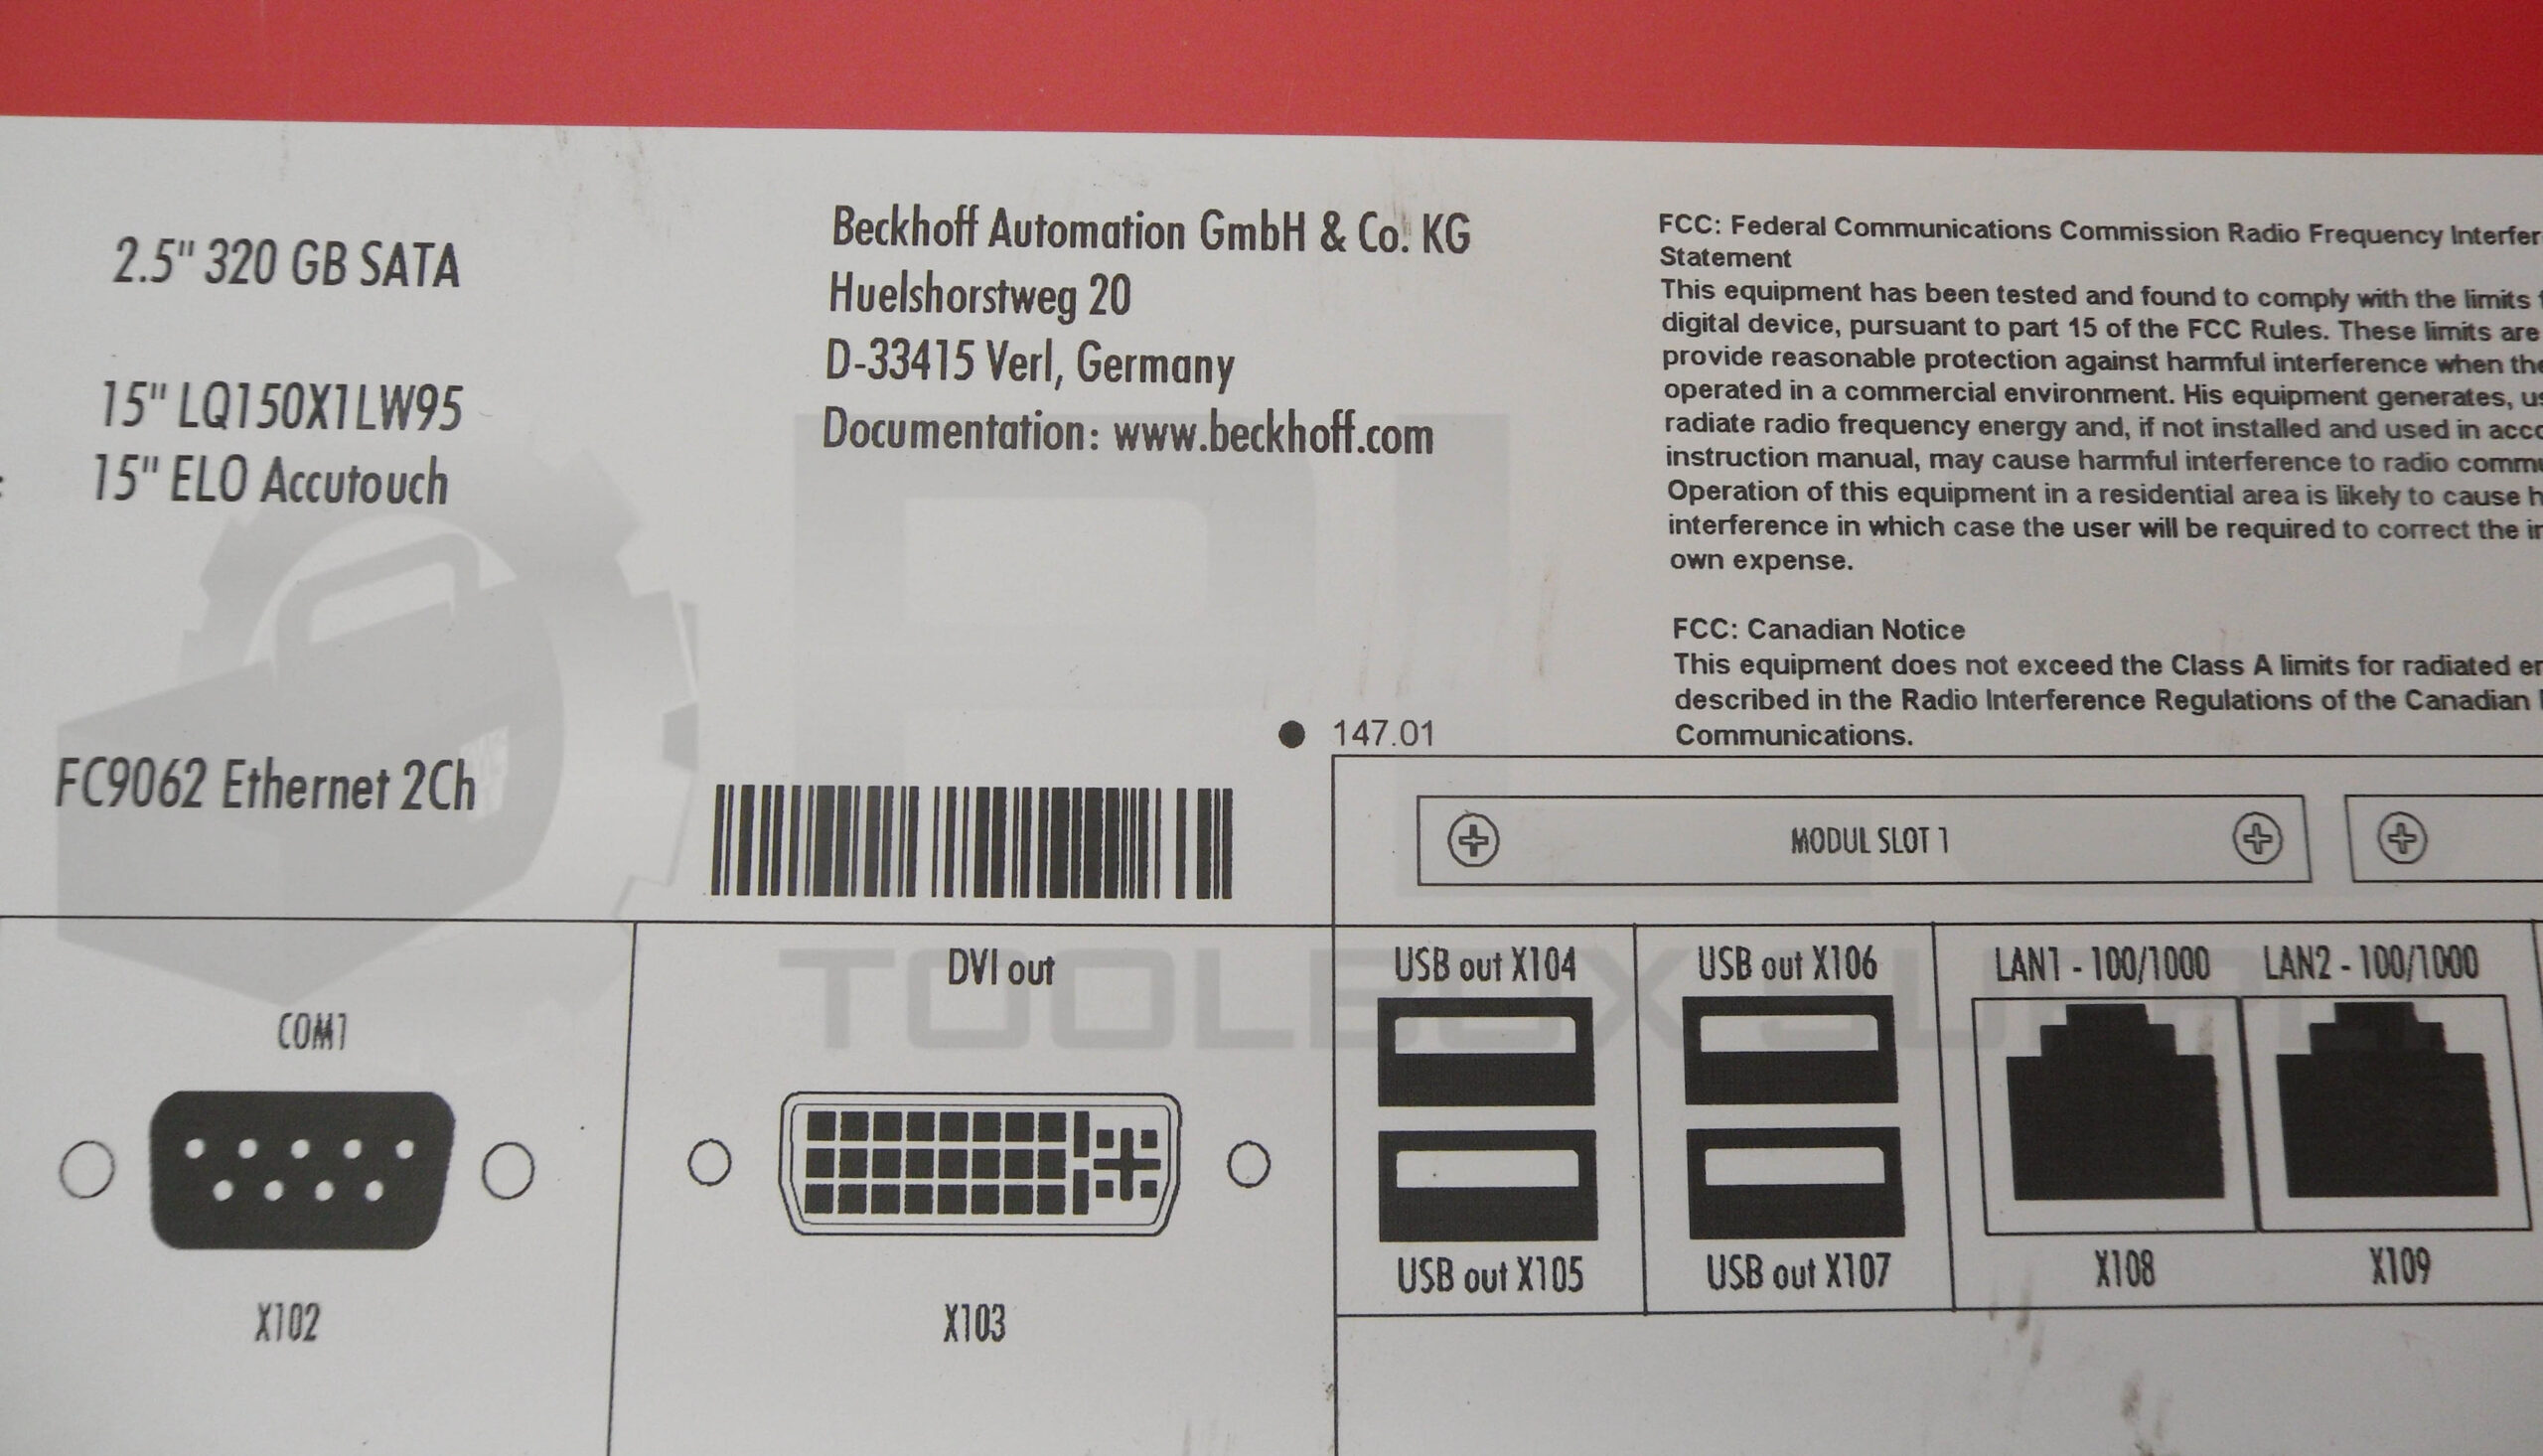 2.5" 320 GB SATA
15" LQ150X1LW95
15" ELO Accutouch
FC9062 Ethernet 2Ch
Beckhoff Automation GmbH & Co. KG
Huelshorstweg 20
D-33415 Verl, Germany
Documentation: www.beckhoff.com
FCC: Federal Communications Commission Radio Frequency
Statement
This equipment has been tested and found to comply with the limits
digital device, pursuant to part 15 of the FCC Rules. These limits are
provide reasonable protection against harmful interference when
operated in a commercial environment. His equipment generates,
radiate radio frequency energy and, if not installed and used in
instruction manual, may cause harmful interference to radio
Operation of this equipment in a residential area is likely to cause
interference in which case the user will be required to correct the
own expense.
FCC: Canadian Notice
This equipment does not exceed the Class A limits for radiated
described in the Radio Interference Regulations of the Canadian
Communications.
147.01
MODUL SLOT 1
COM1
X102
DVI out
X103
USB out X104
USB out X105
USB out X106
USB out X107
LAN1 - 100/1000
LAN2 - 100/1000
X108
X109
PL
TOOLBOX SUPPLY